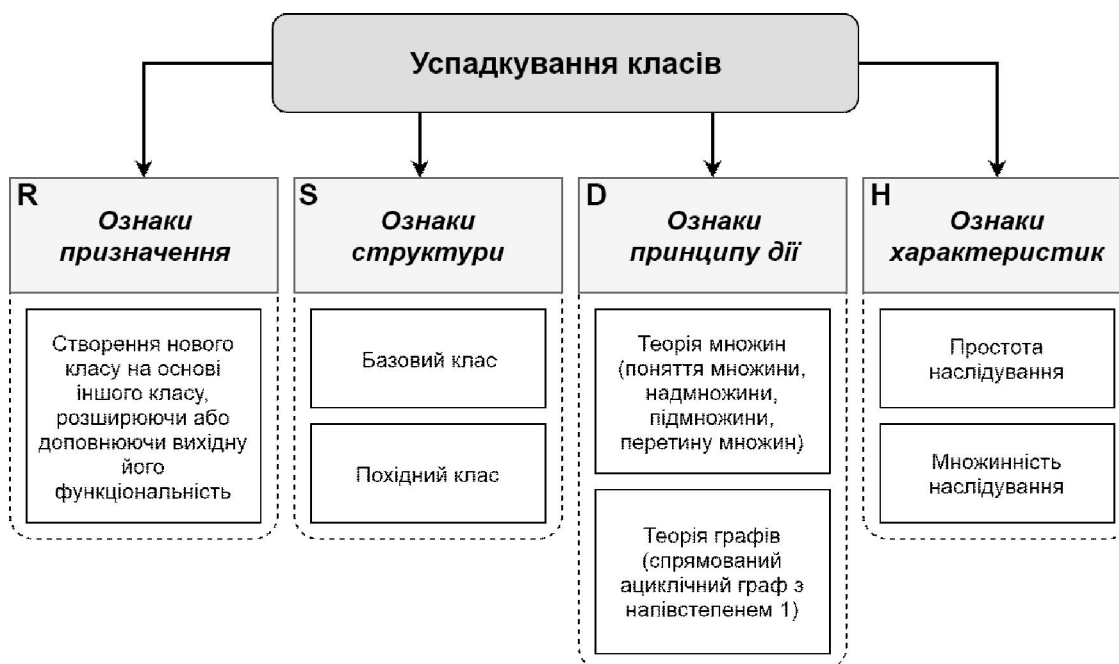 Успадкування класів
R
Ознаки
призначення
Створення нового
класу на основі
іншого класу,
розширюючи або
доповнюючи вихідну
його
функціональність
S
Ознаки
структури
Базовий клас
Похідний клас
D
Ознаки
принципу дії
Теорія множин
(поняття множини,
надмножини,
підмножини,
перетину множин)
Теорія графів
(спрямований
ациклічний граф з
напівстепенем 1)
H
Ознаки
характеристик
Простота
наслідування
Множинність
наслідування